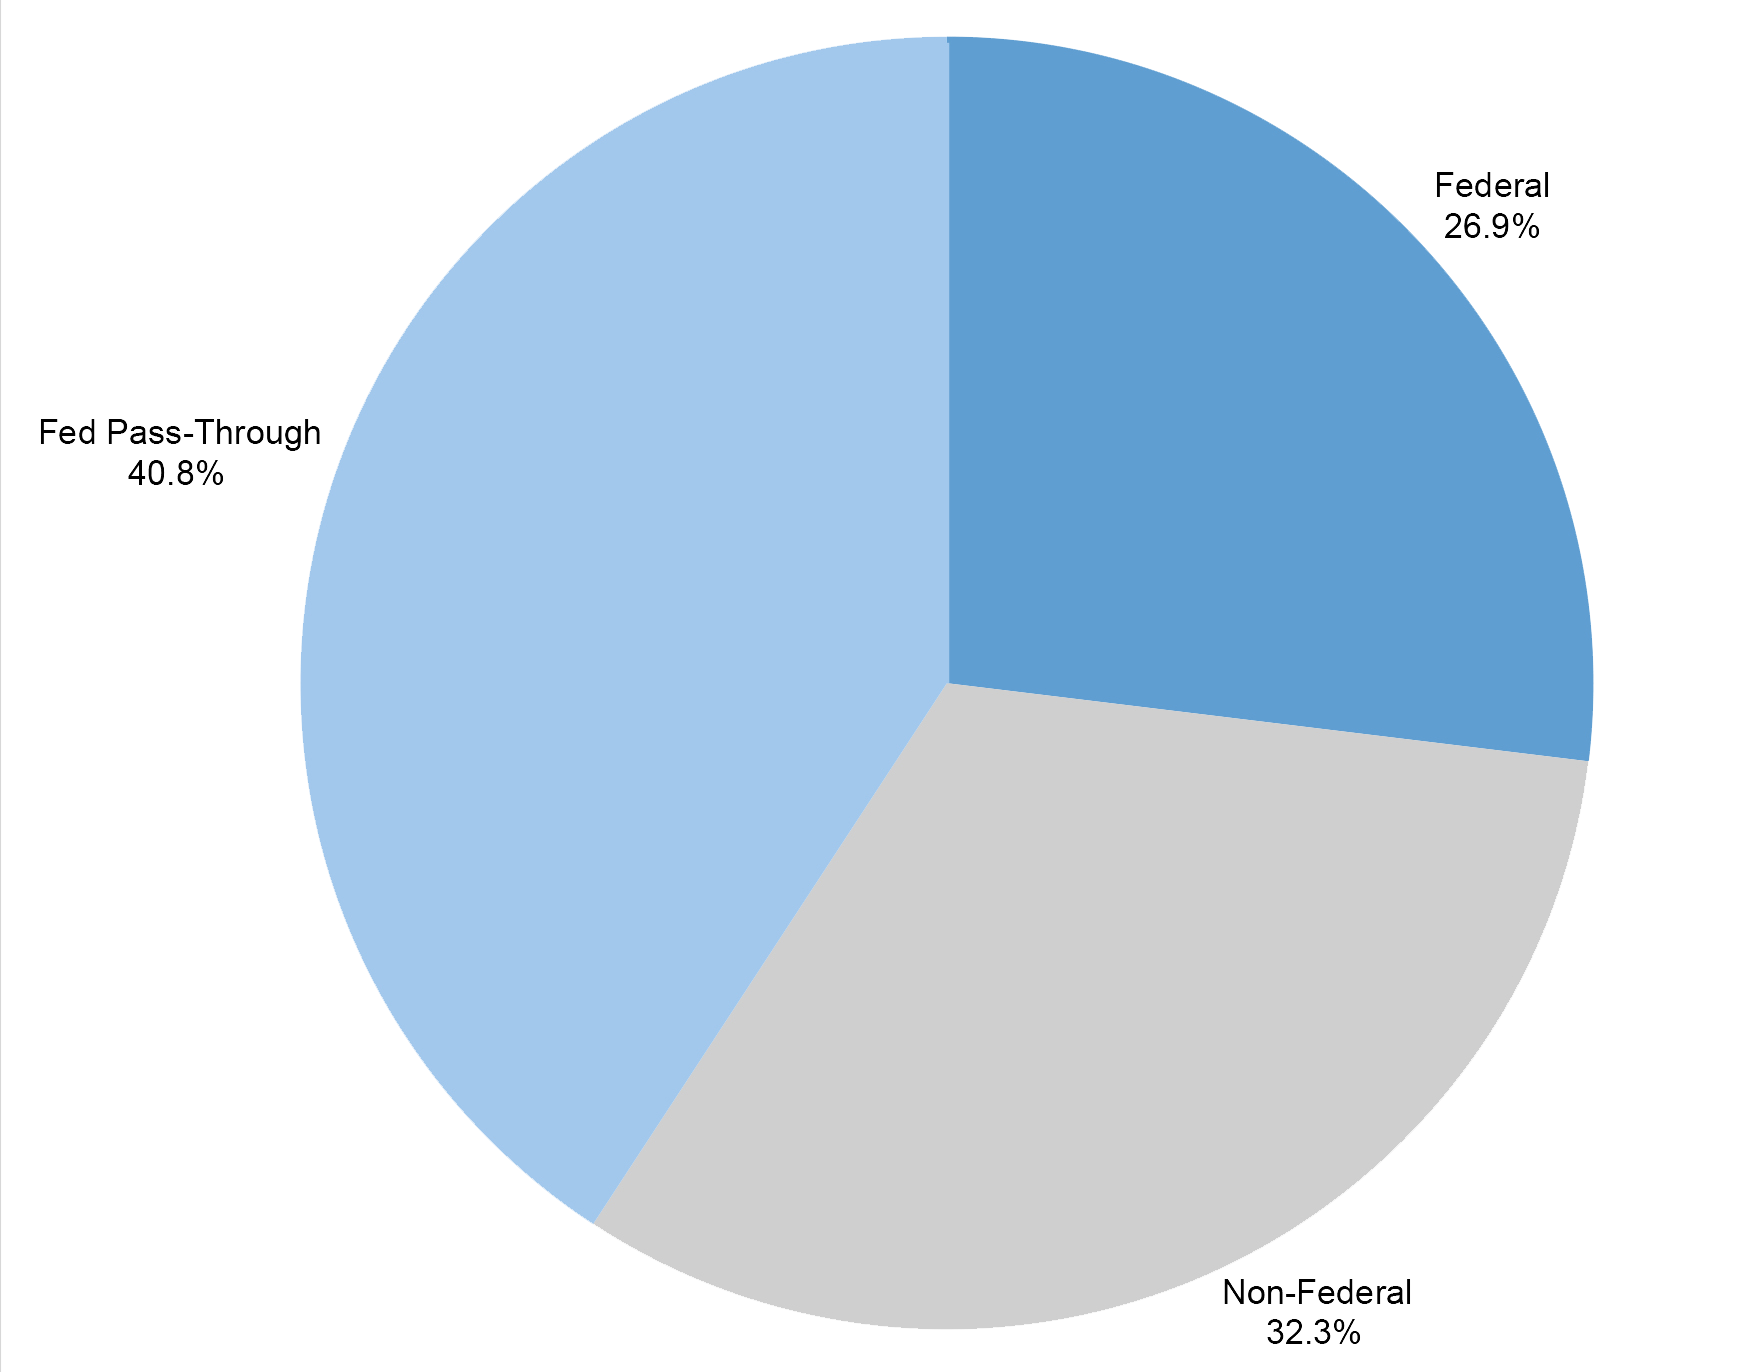 Federal
26.9%
Fed Pass-Through
40.8%
Non-Federal
32.3%